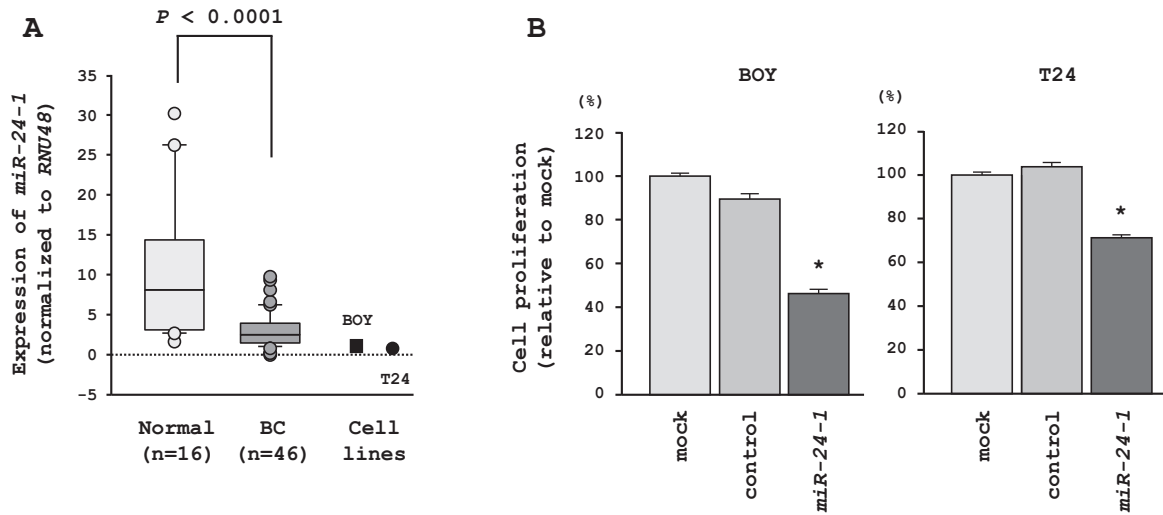 A
P < 0.0001
Expression of miR-24-1
(normalized to RNU48)
35
30
25
20
15
10
5
0
-5
BOY
T24
Normal
(n=16)
BC
(n=46)
Cell
lines
B
Cell proliferation
(relative to mock)
BOY
(%)
120
100
80
60
40
20
0
*
mock
control
miR-24-1
T24
(%)
120
100
80
60
40
20
0
*
mock
control
miR-24-1